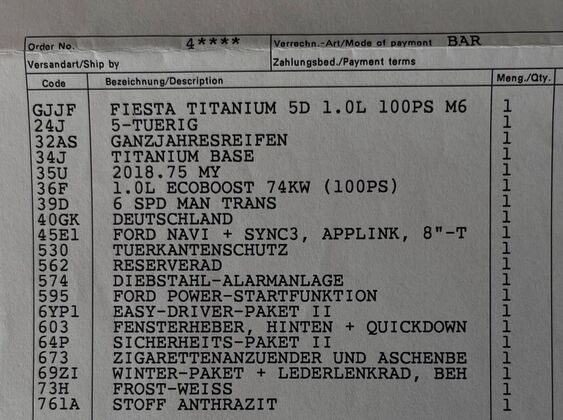 Order No. 4**** Verrechn.-Art/Mode of payment BAR
Versandart/Ship by Zahlungsbed./Payment terms
Code Bezeichnung/Description Meng./Qty.
GJJF FIESTA TITANIUM 5D 1.0L 100PS M6 1
24J 5-TUERIG 1
32AS GANZJAHRESREIFEN 1
34J TITANIUM BASE 1
35U 2018.75 MY 1
36F 1.0L ECOBOOST 74KW (100PS) 1
39D 6 SPD MAN TRANS 1
40GK DEUTSCHLAND 1
45E1 FORD NAVI + SYNC3, APPLINK, 8"-T 1
530 TUERKANTENSCHUTZ 1
562 RESERVERAD 1
574 DIEBSTAHL-ALARMANLAGE 1
595 FORD POWER-STARTFUNKTION 1
6YP1 EASY-DRIVER-PAKET II 1
603 FENSTERHEBER, HINTEN + QUICKDOWN 1
64P SICHERHEITS-PAKET II 1
673 ZIGARETTENANZUENDER UND ASCHENBE 1
69ZI WINTER-PAKET + LEDERLENKRAD, BEH 1
73H FROST-WEISS 1
761A STOFF ANTHRAZIT 1